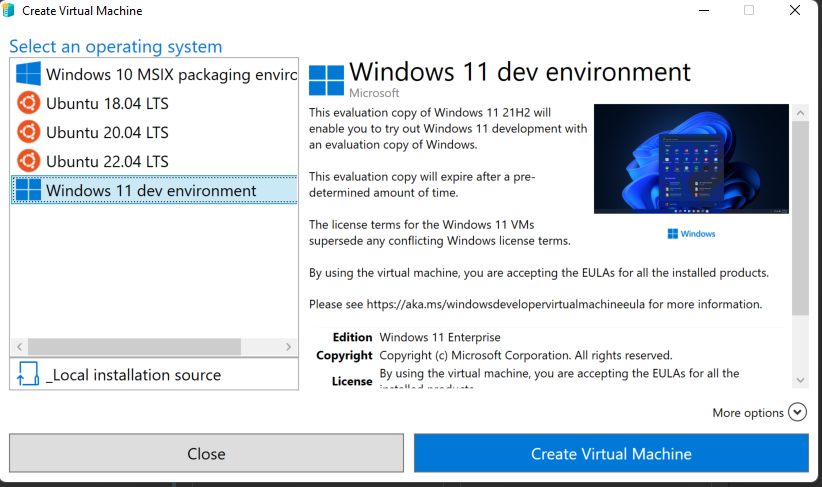 Create Virtual Machine
Select an operating system
Windows 10 MSIX packaging enviro
Ubuntu 18.04 LTS
Ubuntu 20.04 LTS
Ubuntu 22.04 LTS
Windows 11 dev environment
_Local installation source
Windows 11 dev environment
Microsoft
This evaluation copy of Windows 11 21H2 will
enable you to try out Windows 11 development with
an evaluation copy of Windows.
This evaluation copy will expire after a pre-
determined amount of time.
The license terms for the Windows 11 VMs
supersede any conflicting Windows license terms.
By using the virtual machine, you are accepting the EULAs for all the installed products.
Please see https://aka.ms/windowsdevelopervirtualmachineeula for more information.
Windows
Edition Windows 11 Enterprise
Copyright Copyright (c) Microsoft Corporation. All rights reserved.
License By using the virtual machine, you are accepting the EULAs for all the
installed products
More options
Close
Create Virtual Machine